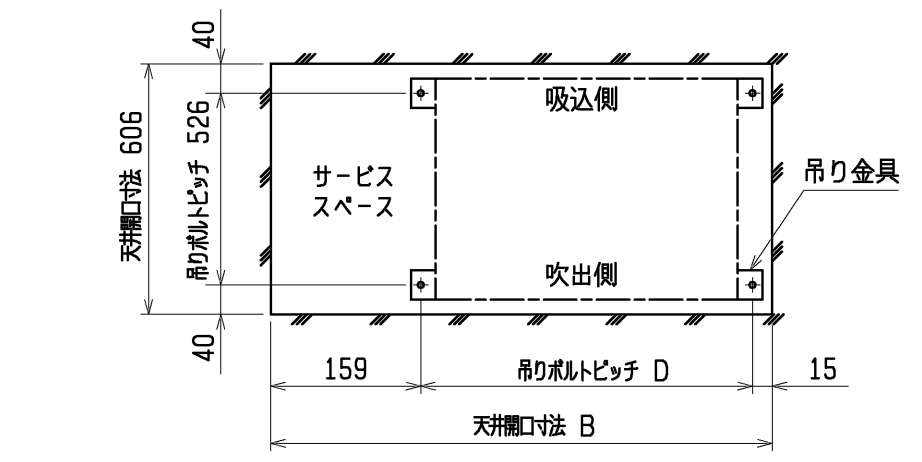 40
天井開口寸法 606
吊りボルトピッチ 526
40
吸込側
サービス
スペース
吊り金具
吹出側
159
吊りボルトピッチ D
15
天井開口寸法 B